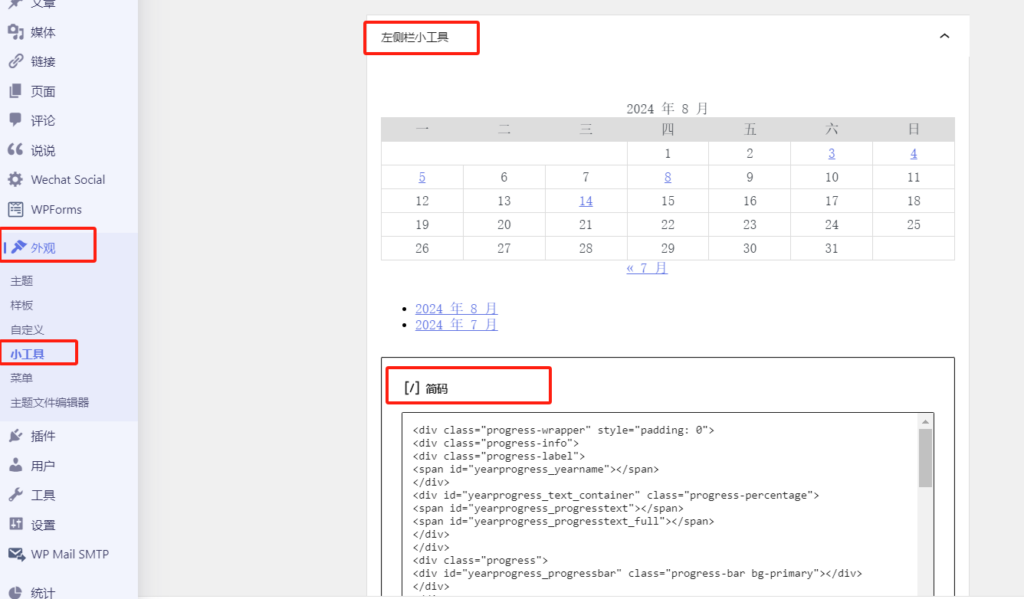 文章
媒体
链接
页面
评论
说说
Wechat Social
WPForms
外观
主题
样板
自定义
小工具
菜单
主题文件编辑器
插件
用户
工具
设置
WP Mail SMTP
统计
左侧栏小工具
2024 年 8 月
一 二 三 四 五 六 日
1 2 3 4
5 6 7 8 9 10 11
12 13 14 15 16 17 18
19 20 21 22 23 24 25
26 27 28 29 30 31
« 7 月
2024 年 8 月
2024 年 7 月
[/] 简码
<div class="progress-wrapper" style="padding: 0">
<div class="progress-info">
<div class="progress-label">
<span id="yearprogress_yearname"></span>
</div>
<div id="yearprogress_text_container" class="progress-percentage">
<span id="yearprogress_progresstext"></span>
<span id="yearprogress_progresstext_full"></span>
</div>
</div>
<div class="progress">
<div id="yearprogress_progressbar" class="progress-bar bg-primary"></div>
</div>